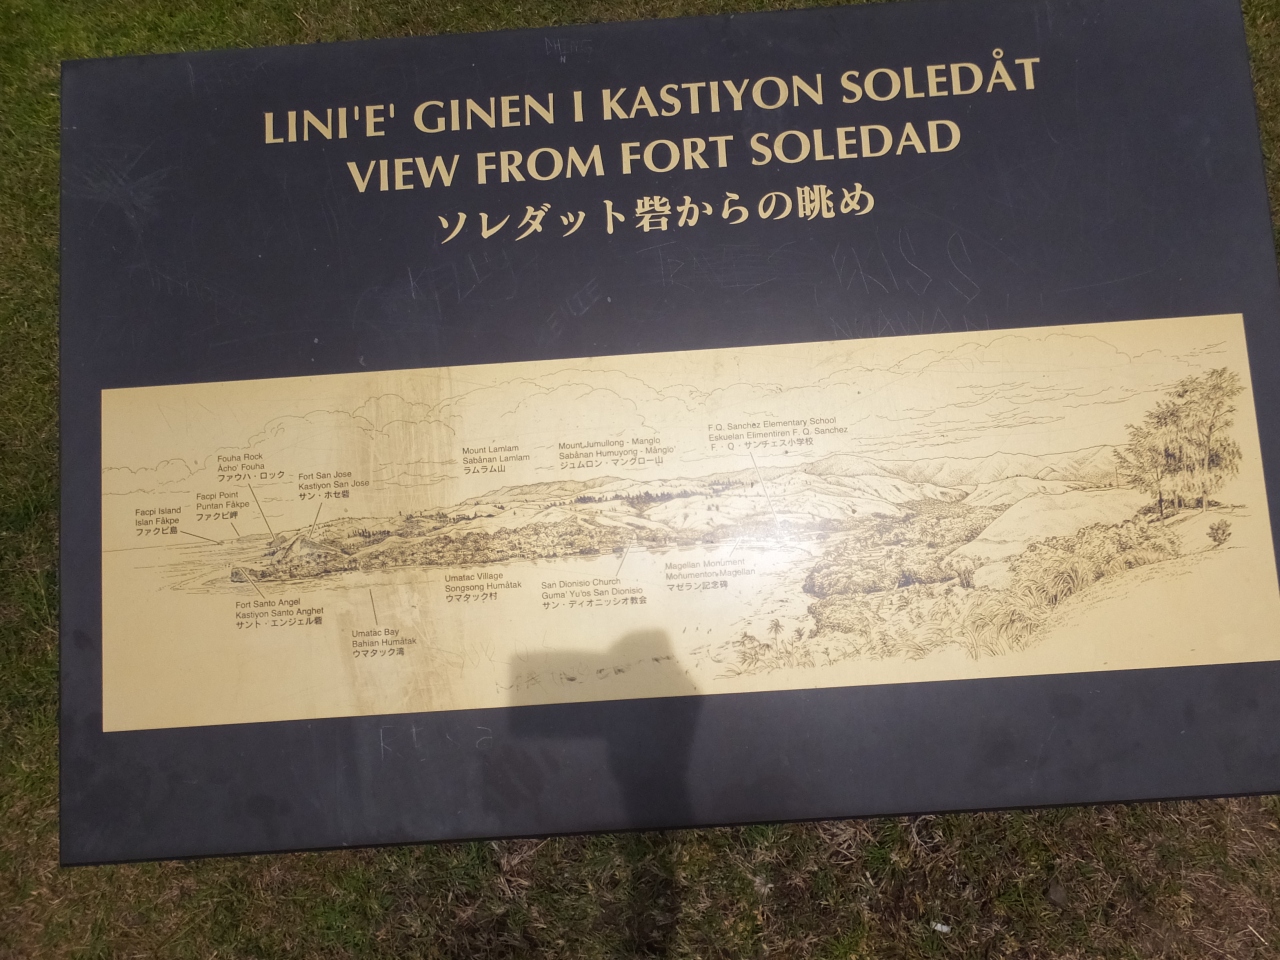 LINI'E' GINEN I KASTIYON SOLEDÅT
VIEW FROM FORT SOLEDAD
ソレダット砦からの眺め
Fouha Rock
Åcho' Fouha
ファウハ・ロック
Fort San Jose
Kastiyon San Jose
サン・ホセ砦
Facpi Point
Puntan Fåkpe
ファクピ岬
Facpi Island
Islan Fåkpe
ファクピ島
Mount Lamlam
Sabånan Lamlam
ラムラム山
Mount Jumullong - Manglo
Sabånan Humuyong - Månglo'
ジュムロン・マングロー山
F.Q. Sanchez Elementary School
Eskuelan Elimentiren F. Q. Sanchez
F・Q・サンチェス小学校
Fort Santo Angel
Kastiyon Santo Anghet
サント・エンジェル砦
Umatac Bay
Bahian Humåtak
ウマタック湾
Umatac Village
Songsong Humåtak
ウマタック村
San Dionisio Church
Guma' Yu'os San Dionisio
サン・ディオニッシオ教会
Magellan Monument
Moñumenton Magellan
マゼラン記念碑